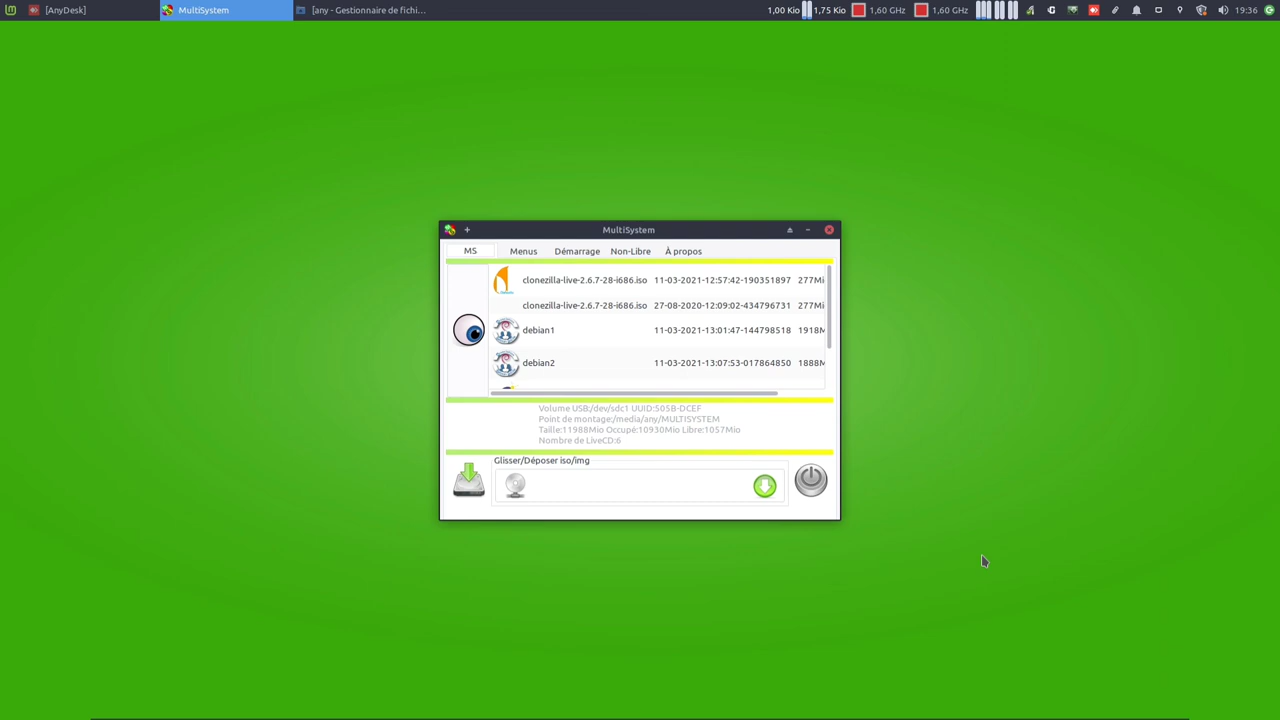 [AnyDesk] MultiSystem [any - Gestionnaire de fichi... 1,00 Kio 1,75 Kio 1,60 GHz 1,60 GHz 19:36
MultiSystem
MS Menus Démarrage Non-Libre À propos
clonezilla-live-2.6.7-28-i686.iso 11-03-2021-12:57:42-190351897 277Mi
clonezilla-live-2.6.7-28-i686.iso 27-08-2020-12:09:02-434796731 277Mi
debian1 11-03-2021-13:01:47-144798518 1918M
debian2 11-03-2021-13:07:53-017864850 1888M
Volume USB:/dev/sdc1 UUID:505B-DCEF
Point de montage:/media/any/MULTISYSTEM
Taille:11988Mio Occupé:10930Mio Libre:1057Mio
Nombre de LiveCD:6
Glisser/Déposer iso/img